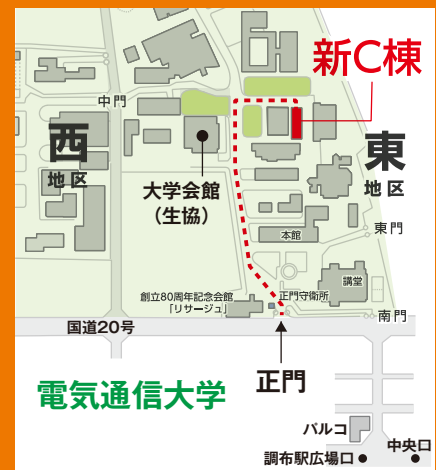 新C棟
中門
西
地区
東
地区
大学会館
(生協)
本館
東門
講堂
創立80周年記念会館
「リサージュ」
正門守衛所
南門
国道20号
正門
電気通信大学
パルコ
中央口
調布駅広場口